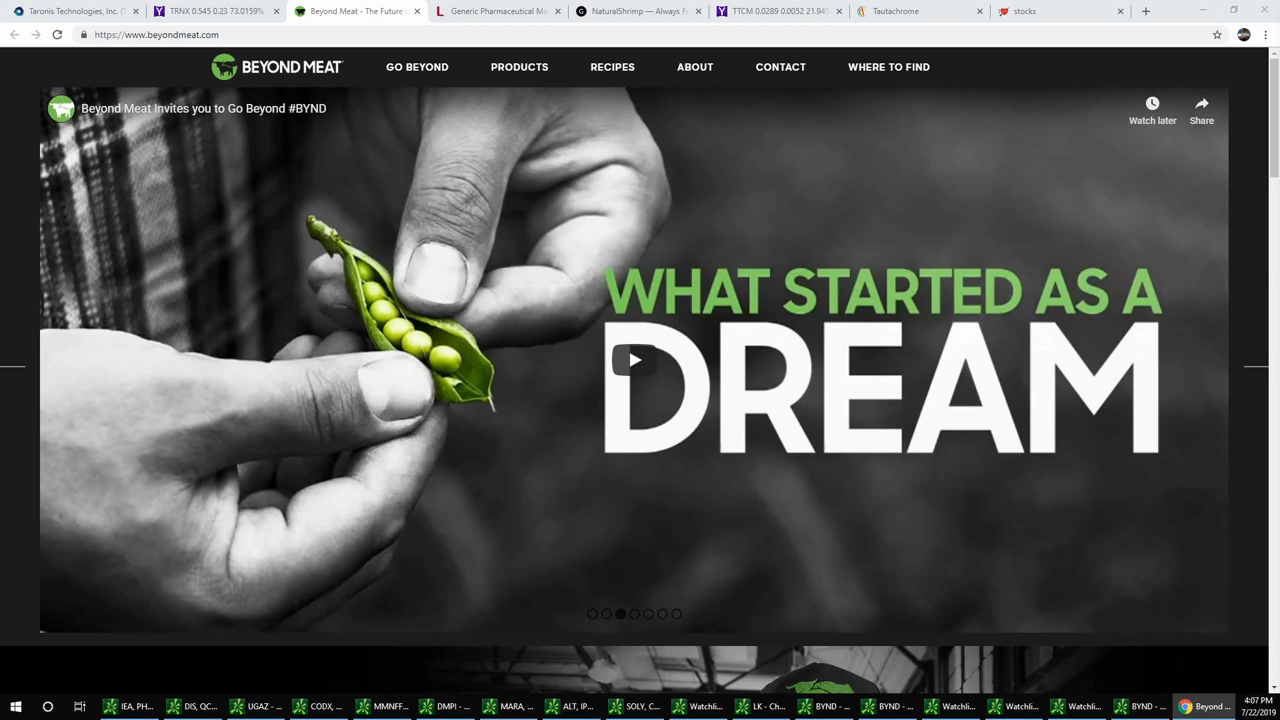 Taronis Technologies, Inc. (
TRNX 0.545 0.23 73.0159%
Beyond Meat - The Future
Generic Pharmaceutical Ma
NaturalShrimp — Always F
TTCM 0.0289 0.0052 21.94%
Tautachrome
stocks
https://www.beyondmeat.com
BEYOND MEAT
GO BEYOND
PRODUCTS
RECIPES
ABOUT
CONTACT
WHERE TO FIND
Beyond Meat Invites you to Go Beyond #BYND
Watch later
Share
WHAT STARTED AS A
DREAM
IEA, PH...
DIS, QC...
UGAZ - ...
CODX, ...
MMNFF...
DMPI - ...
MARA, ...
ALT, IP...
SOLY, C...
Watchli...
LK - Ch...
BYND - ...
BYND - ...
Watchli...
Watchli...
Watchli...
BYND - ...
Beyond ...
4:07 PM
7/22/2019